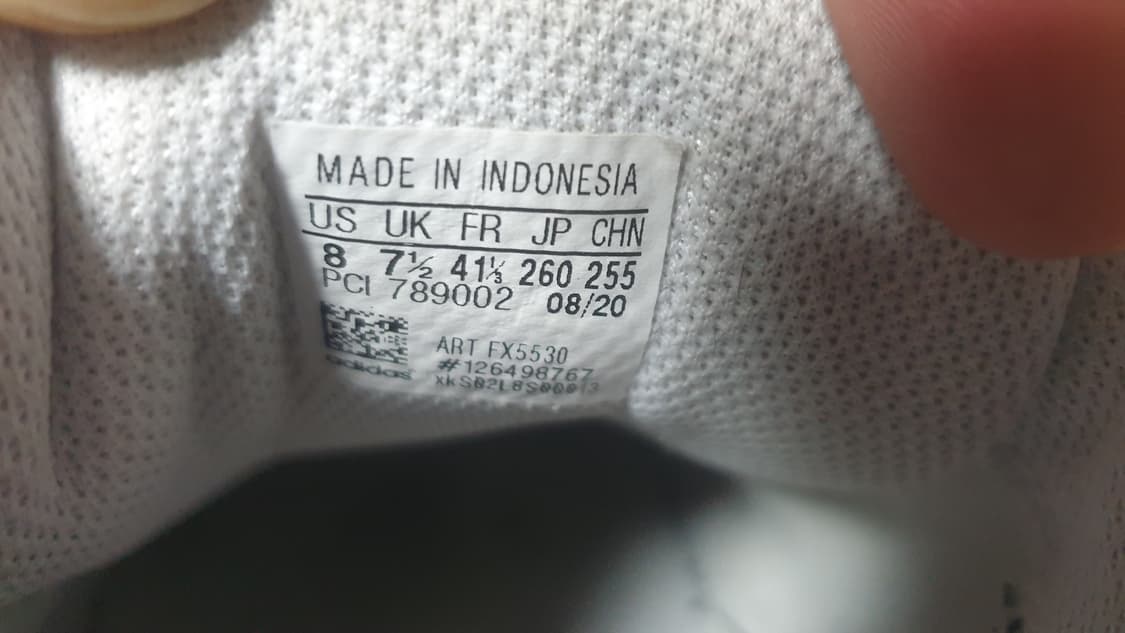 MADE IN INDONESIA
US UK FR JP CHN
8 7½ 41⅓ 260 255
PCI 789002 08/20
ART FX5530
#126498767
adidas